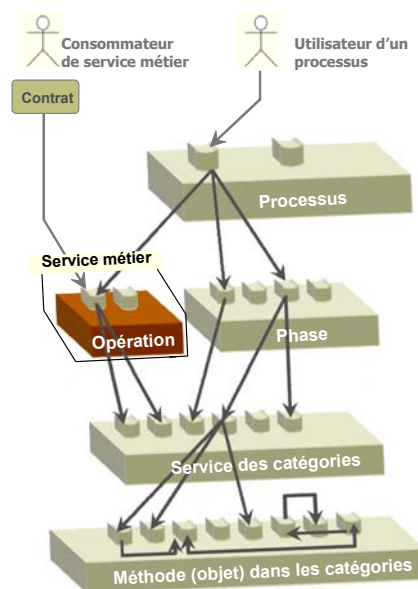 Consommateur
de service métier
Utilisateur d'un
processus
Contrat
Processus
Service métier
Opération
Phase
Service des catégories
Méthode (objet) dans les catégories